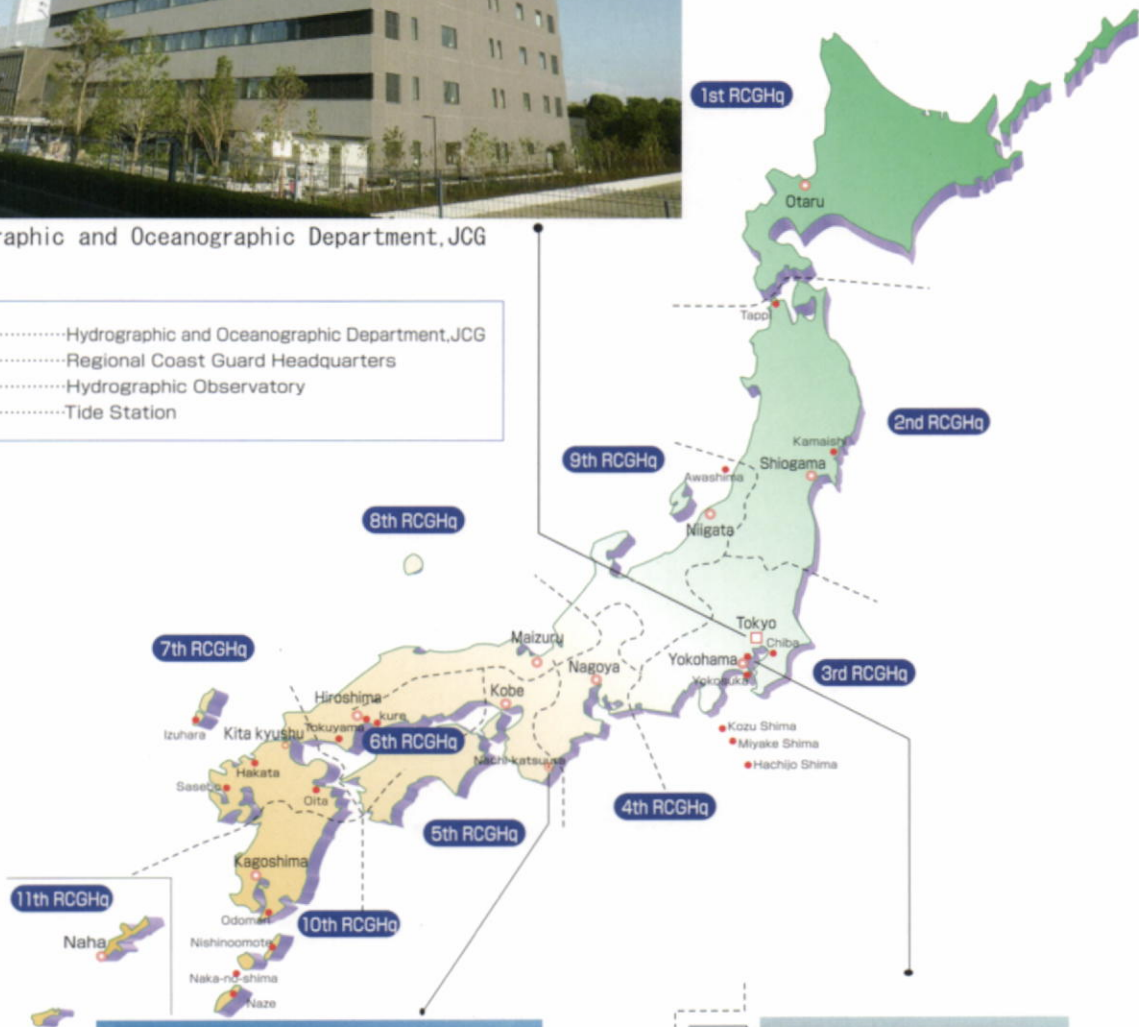 1st RCGHq
Otaru
raphic and Oceanographic Department,JCG
Tappi
Hydrographic and Oceanographic Department,JCG
Regional Coast Guard Headquarters
Hydrographic Observatory
Tide Station
2nd RCGHq
Kamaishi
9th RCGHq
Shiogama
Awashima
8th RCGHq
Niigata
Tokyo
Maizuru
Chiba
7th RCGHq
Nagoya
Yokohama
3rd RCGHq
Yokosuka
Hiroshima
Kobe
kure
Izuhara
Kita kyushu
Tokuyama
6th RCGHq
Kozu Shima
Miyake Shima
Nachi-katsuura
Hachijo Shima
Hakata
Sasebo
Oita
4th RCGHq
5th RCGHq
Kagoshima
11th RCGHq
Odomari
10th RCGHq
Naha
Nishinoomote
Naka-no-shima
Naze